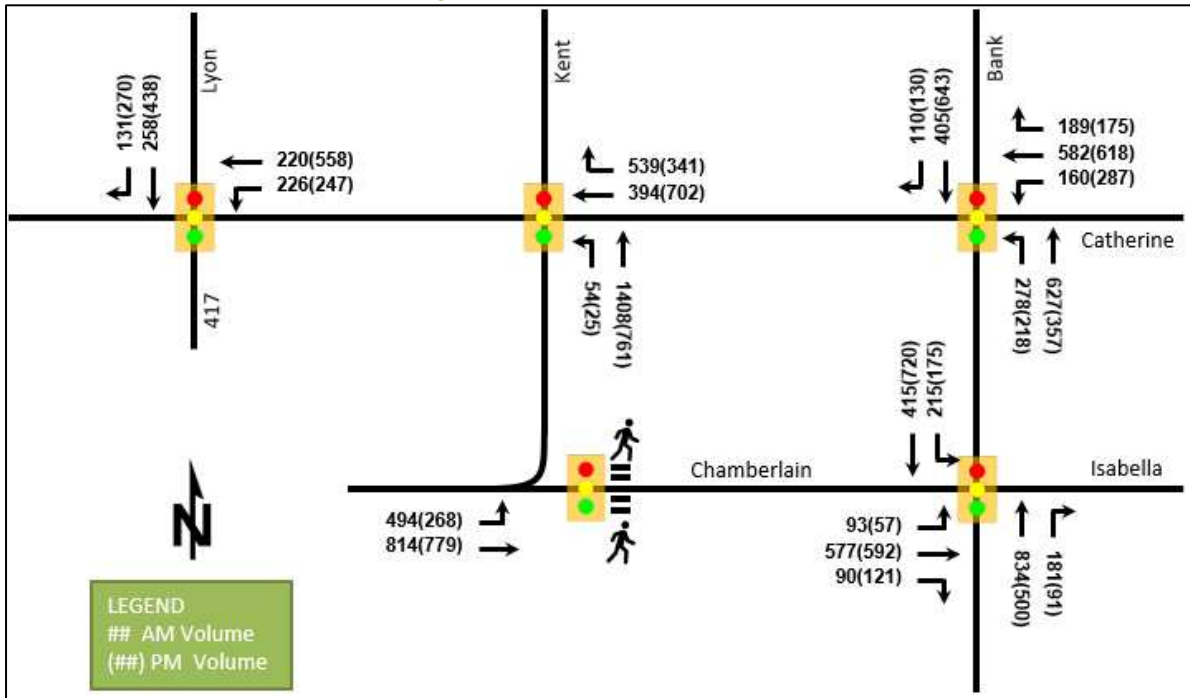 Lyon
131(270)
258(438)
220(558)
226(247)
417
Kent
539(341)
394(702)
54(25)
1408(761)
Bank
110(130)
405(643)
189(175)
582(618)
160(287)
Catherine
278(218)
627(357)
415(720)
215(175)
Chamberlain
Isabella
494(268)
814(779)
93(57)
577(592)
90(121)
834(500)
181(91)
N
LEGEND
## AM Volume
(##) PM Volume